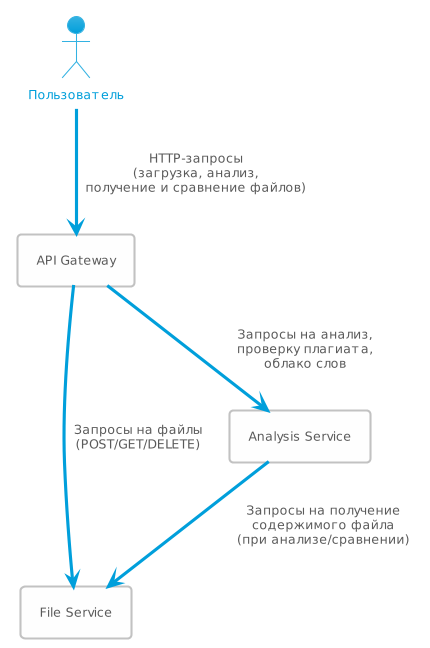 Пользователь
HTTP-запросы
(загрузка, анализ,
получение и сравнение файлов)
API Gateway
Запросы на анализ,
проверку плагиата,
облако слов
Запросы на файлы
(POST/GET/DELETE)
Analysis Service
Запросы на получение
содержимого файла
(при анализе/сравнении)
File Service